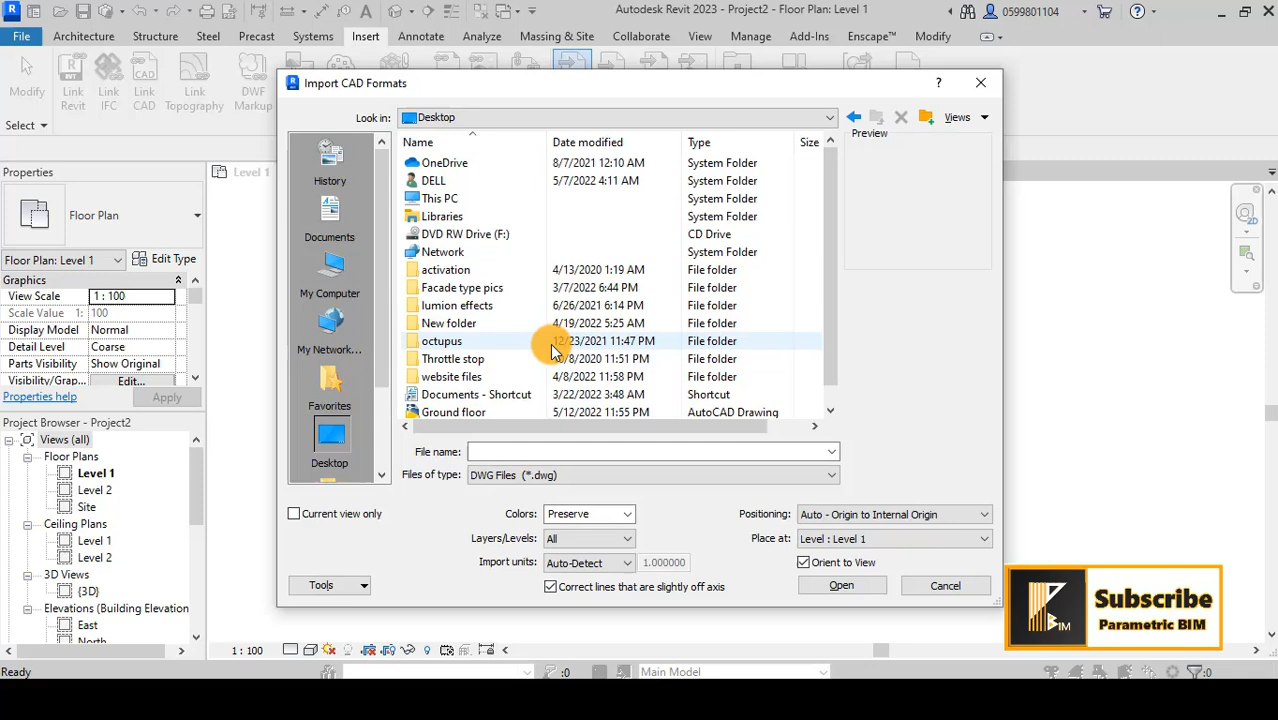 Autodesk Revit 2023 - Project2 - Floor Plan: Level 1
0599801104
File Architecture Structure Steel Precast Systems Insert Annotate Analyze Massing & Site Collaborate View Manage Add-Ins Enscape™ Modify
Modify
Link Revit
Link IFC
Link CAD
Link Topography
DWF Markup
Select
Properties
Floor Plan
Floor Plan: Level 1
Edit Type
Graphics
View Scale 1 : 100
Scale Value 1: 100
Display Model Normal
Detail Level Coarse
Parts Visibility Show Original
Visibility/Grap... Edit...
Properties help
Apply
Project Browser - Project2
Views (all)
Floor Plans
Level 1
Level 2
Site
Ceiling Plans
Level 1
Level 2
3D Views
{3D}
Elevations (Building Elevation
East
North
Level 1
2D
Import CAD Formats
?
Look in: Desktop
Views
Preview
History
Documents
My Computer
My Network...
Favorites
Desktop
Name Date modified Type Size
OneDrive 8/7/2021 12:10 AM System Folder
DELL 5/7/2022 4:11 AM System Folder
This PC System Folder
Libraries System Folder
DVD RW Drive (F:) CD Drive
Network System Folder
activation 4/13/2020 1:19 AM File folder
Facade type pics 3/7/2022 6:44 PM File folder
lumion effects 6/26/2021 6:14 PM File folder
New folder 4/19/2022 5:25 AM File folder
octupus 12/23/2021 11:47 PM File folder
Throttle stop /8/2020 11:51 PM File folder
website files 4/8/2022 11:58 PM File folder
Documents - Shortcut 3/22/2022 3:48 AM Shortcut
Ground floor 5/12/2022 11:55 PM AutoCAD Drawing
File name:
Files of type: DWG Files (*.dwg)
Current view only
Colors: Preserve
Positioning: Auto - Origin to Internal Origin
Layers/Levels: All
Place at: Level : Level 1
Import units: Auto-Detect 1.000000
Orient to View
Tools
Correct lines that are slightly off axis
Open
Cancel
BIM
Subscribe
Parametric BIM
1 : 100
Ready
:0
Main Model
:0